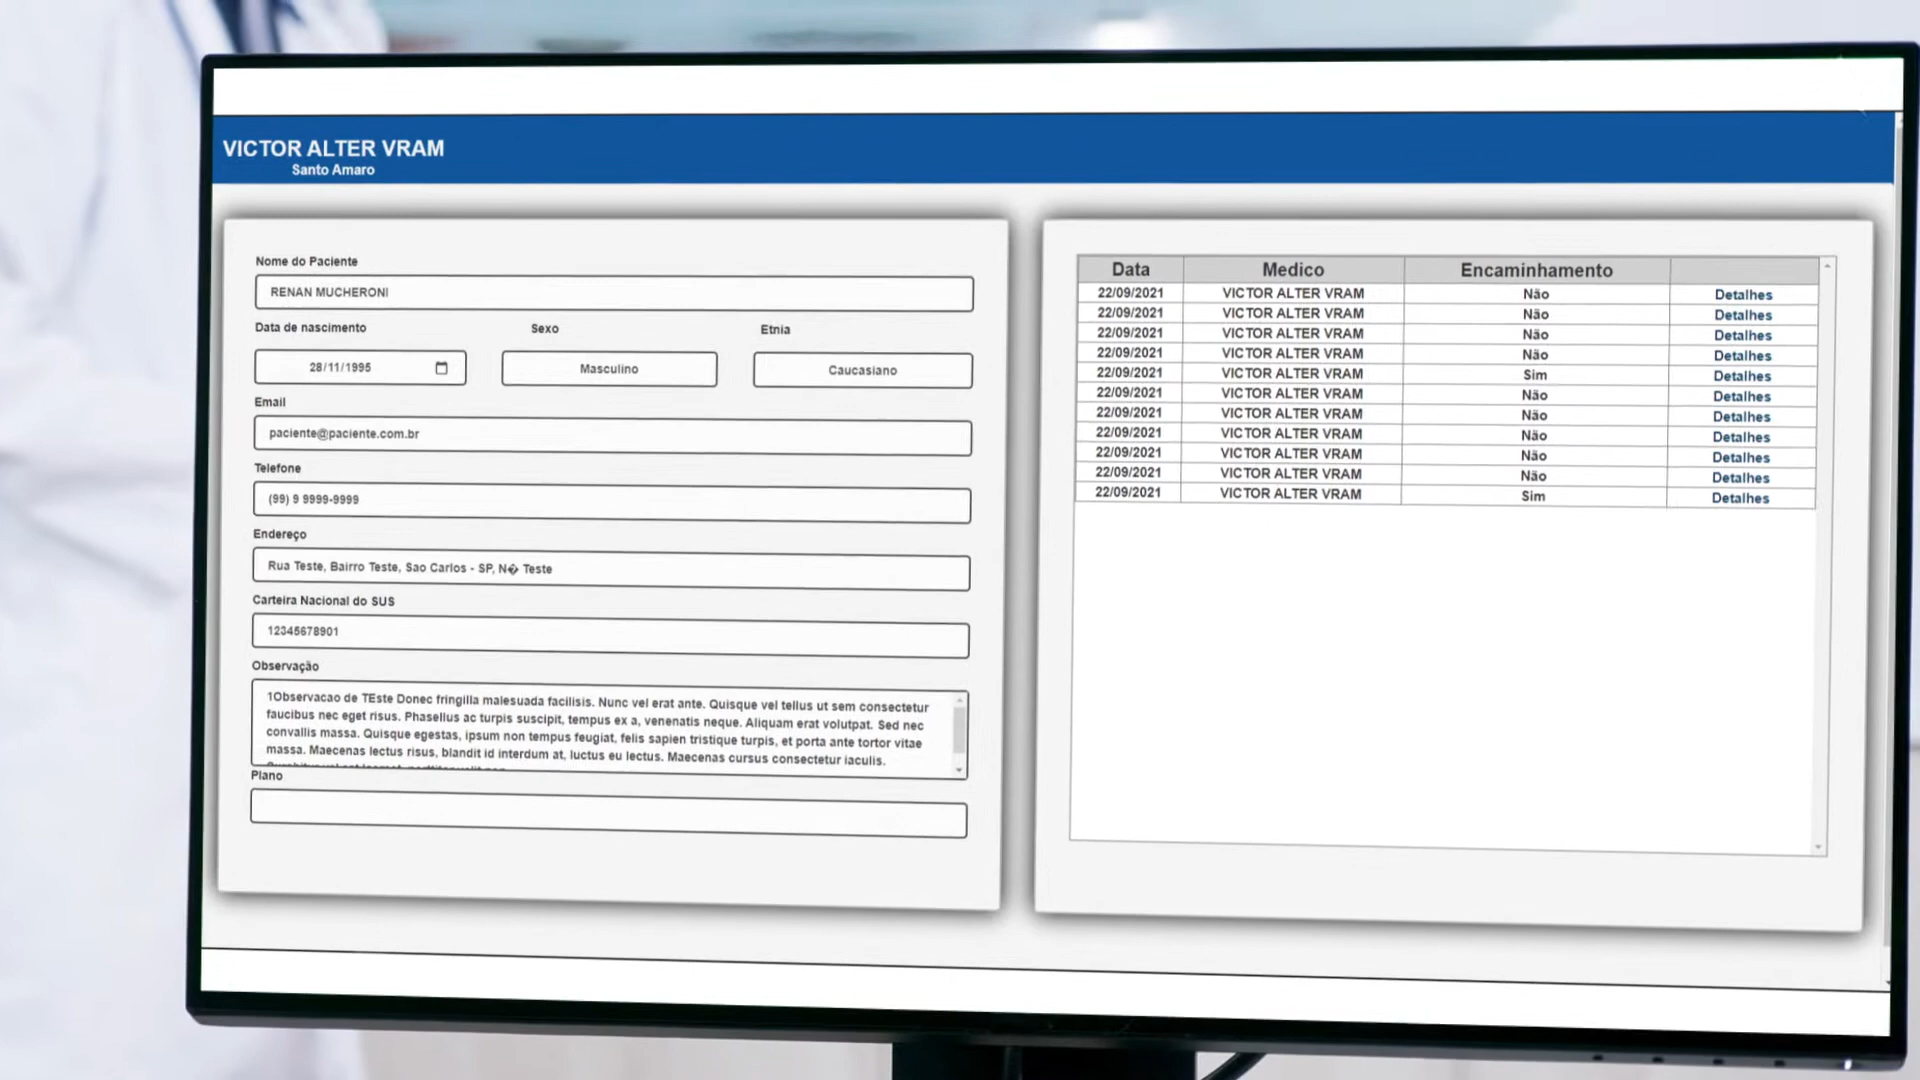 VICTOR ALTER VRAM
Santo Amaro
Nome do Paciente
RENAN MUCHERONI
Data de nascimento Sexo Etnia
28/11/1995 Masculino Caucasiano
Email
paciente@paciente.com.br
Telefone
(99) 9 9999-9999
Endereço
Rua Teste, Bairro Teste, Sao Carlos - SP, N� Teste
Carteira Nacional do SUS
12345678901
Observação
1Observacao de TEste Donec fringilla malesuada facilisis. Nunc vel erat ante. Quisque vel tellus ut sem consectetur
faucibus nec eget risus. Phasellus ac turpis suscipit, tempus ex a, venenatis neque. Aliquam erat volutpat. Sed nec
convallis massa. Quisque egestas, ipsum non tempus feugiat, felis sapien tristique turpis, et porta ante tortor vitae
massa. Maecenas lectus risus, blandit id interdum at, luctus eu lectus. Maecenas cursus consectetur iaculis.
Plano
Data Medico Encaminhamento
22/09/2021 VICTOR ALTER VRAM Não Detalhes
22/09/2021 VICTOR ALTER VRAM Não Detalhes
22/09/2021 VICTOR ALTER VRAM Não Detalhes
22/09/2021 VICTOR ALTER VRAM Não Detalhes
22/09/2021 VICTOR ALTER VRAM Sim Detalhes
22/09/2021 VICTOR ALTER VRAM Não Detalhes
22/09/2021 VICTOR ALTER VRAM Não Detalhes
22/09/2021 VICTOR ALTER VRAM Não Detalhes
22/09/2021 VICTOR ALTER VRAM Não Detalhes
22/09/2021 VICTOR ALTER VRAM Não Detalhes
22/09/2021 VICTOR ALTER VRAM Sim Detalhes